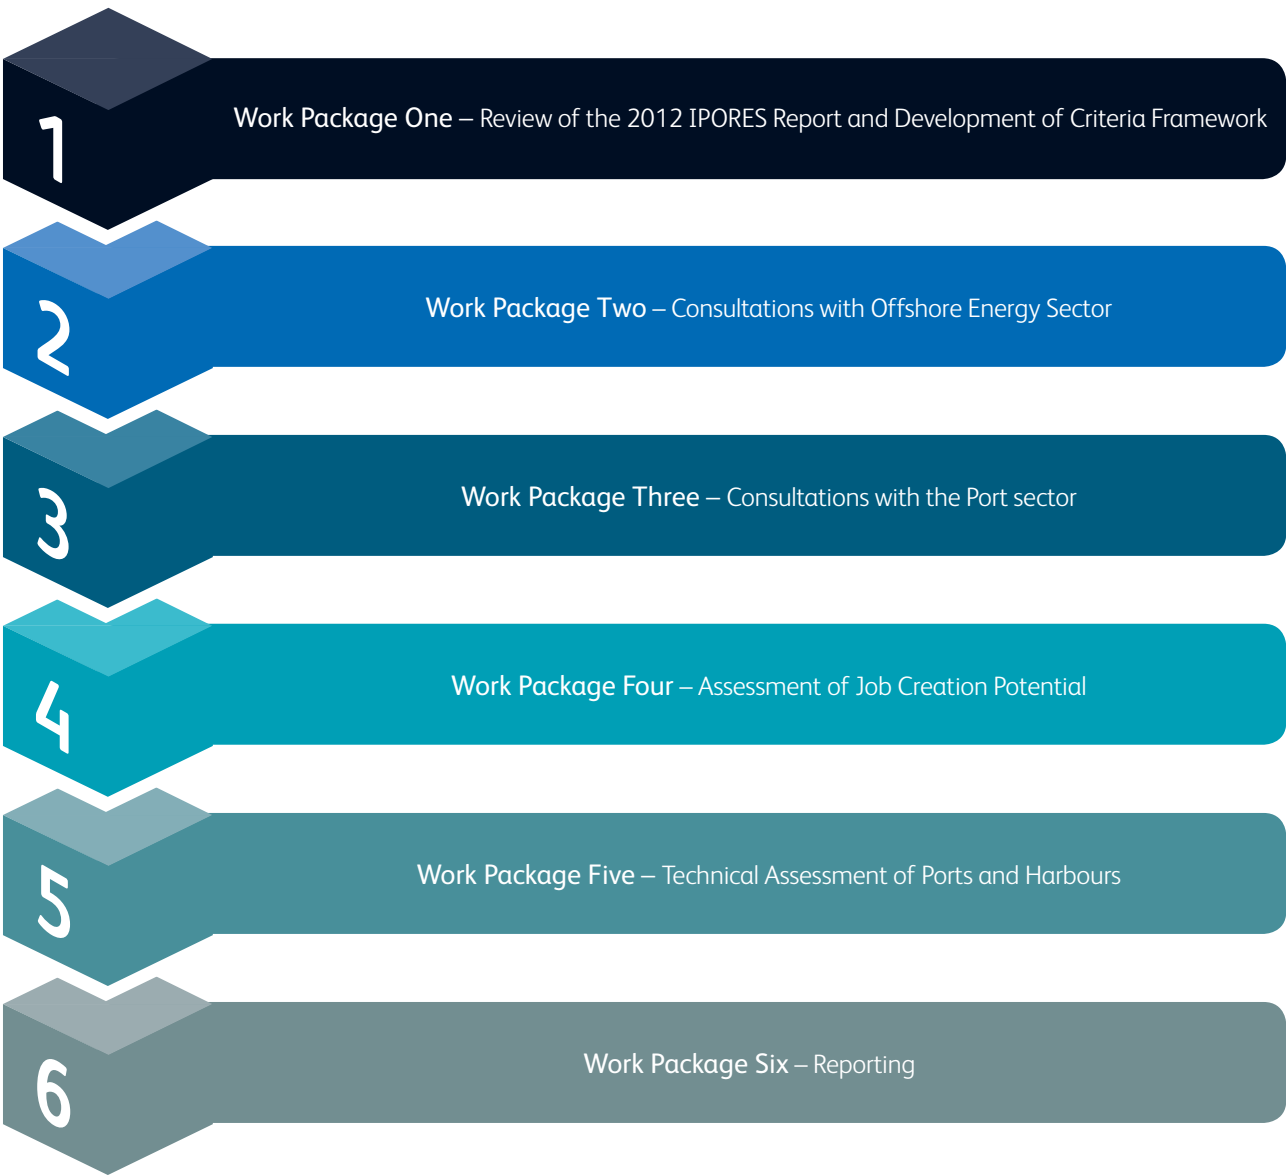 1
Work Package One – Review of the 2012 IPORES Report and Development of Criteria Framework
2
Work Package Two – Consultations with Offshore Energy Sector
3
Work Package Three – Consultations with the Port sector
4
Work Package Four – Assessment of Job Creation Potential
5
Work Package Five – Technical Assessment of Ports and Harbours
6
Work Package Six – Reporting